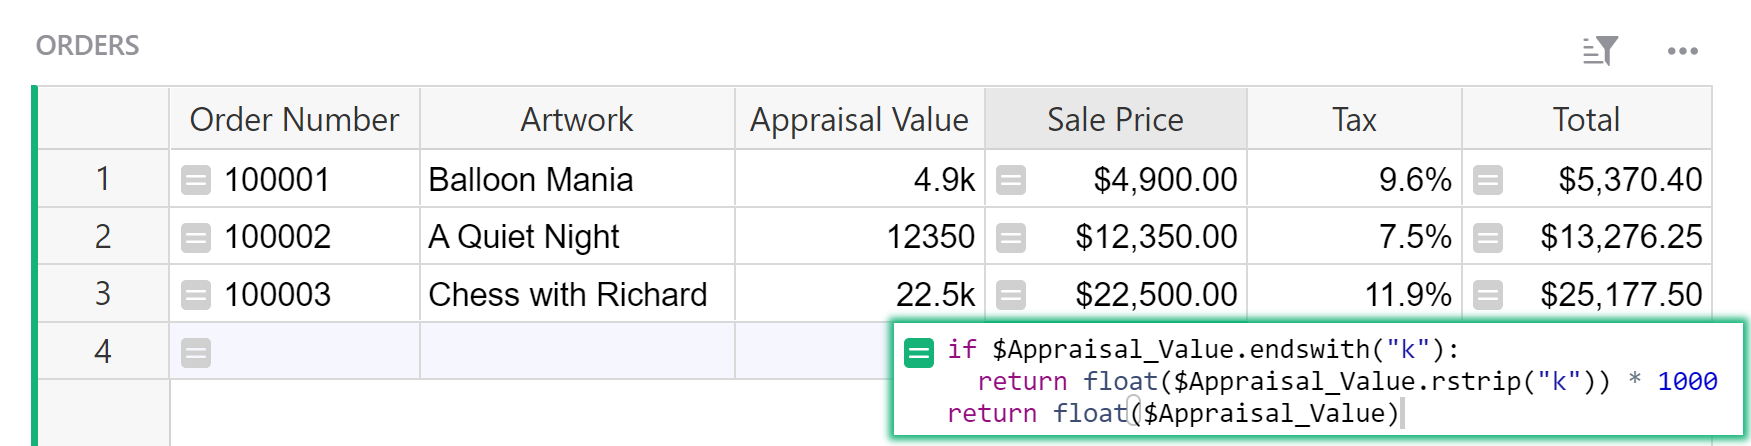 ORDERS
Order Number Artwork Appraisal Value Sale Price Tax Total
1 100001 Balloon Mania 4.9k $4,900.00 9.6% $5,370.40
2 100002 A Quiet Night 12350 $12,350.00 7.5% $13,276.25
3 100003 Chess with Richard 22.5k $22,500.00 11.9% $25,177.50
4
if $Appraisal_Value.endswith("k"):
return float($Appraisal_Value.rstrip("k")) * 1000
return float($Appraisal_Value)